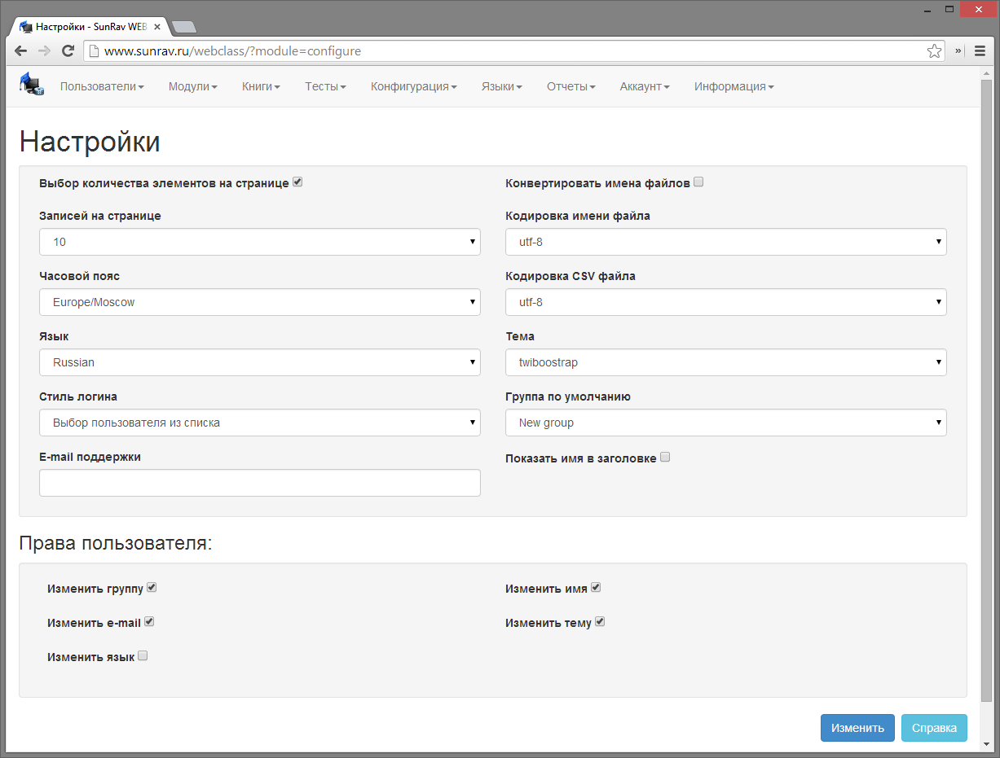 Настройки - SunRav WEB
www.sunrav.ru/webclass/?module=configure
Пользователи Модули Книги Тесты Конфигурация Языки Отчеты Аккаунт Информация
Настройки
Выбор количества элементов на странице
Конвертировать имена файлов
Записей на странице
Кодировка имени файла
10
utf-8
Часовой пояс
Кодировка CSV файла
Europe/Moscow
utf-8
Язык
Тема
Russian
twiboostrap
Стиль логина
Группа по умолчанию
Выбор пользователя из списка
New group
E-mail поддержки
Показать имя в заголовке
Права пользователя:
Изменить группу
Изменить имя
Изменить e-mail
Изменить тему
Изменить язык
Изменить
Справка